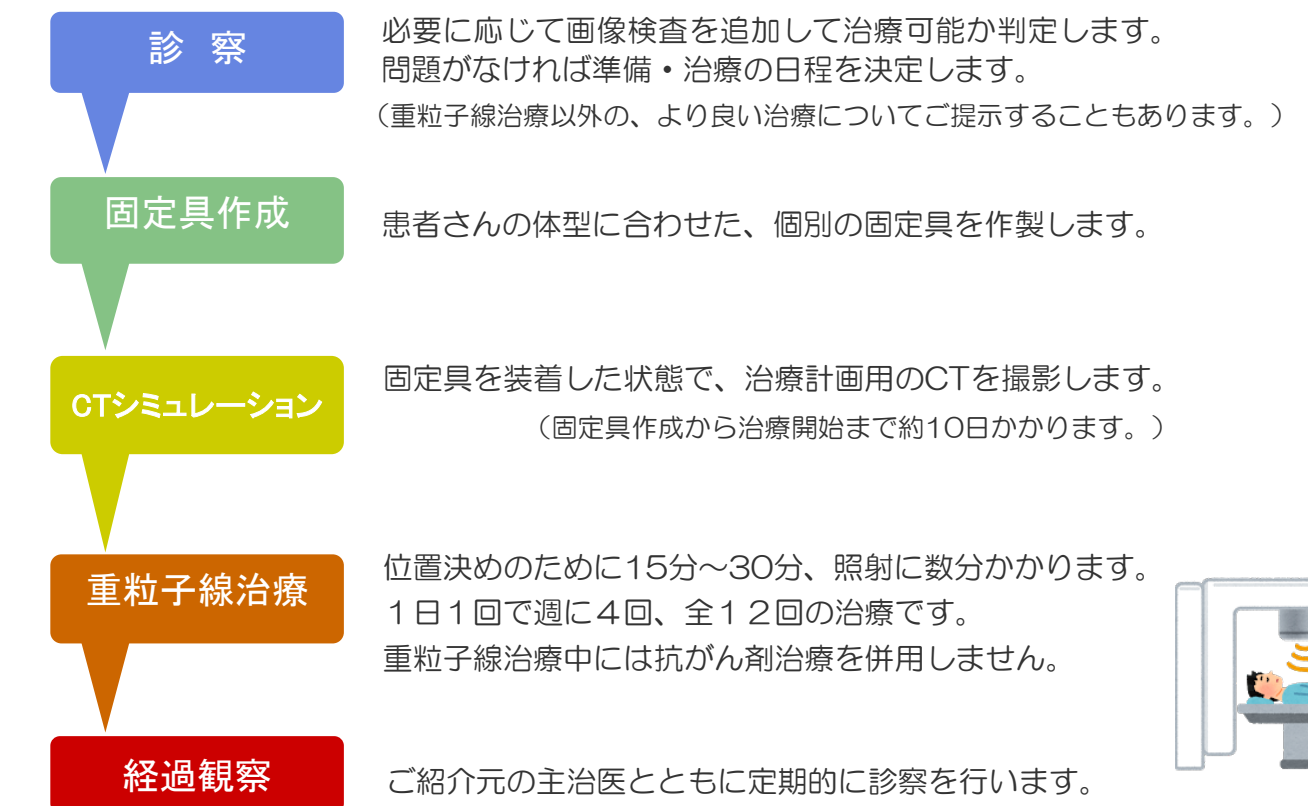 診 察
必要に応じて画像検査を追加して治療可能か判定します。
問題がなければ準備・治療の日程を決定します。
（重粒子線治療以外の、より良い治療についてご提示することもあります。）
固定具作成
患者さんの体型に合わせた、個別の固定具を作製します。
CTシミュレーション
固定具を装着した状態で、治療計画用のCTを撮影します。
（固定具作成から治療開始まで約10日かかります。）
重粒子線治療
位置決めのために15分～30分、照射に数分かかります。
１日１回で週に４回、全１２回の治療です。
重粒子線治療中には抗がん剤治療を併用しません。
経過観察
ご紹介元の主治医とともに定期的に診察を行います。